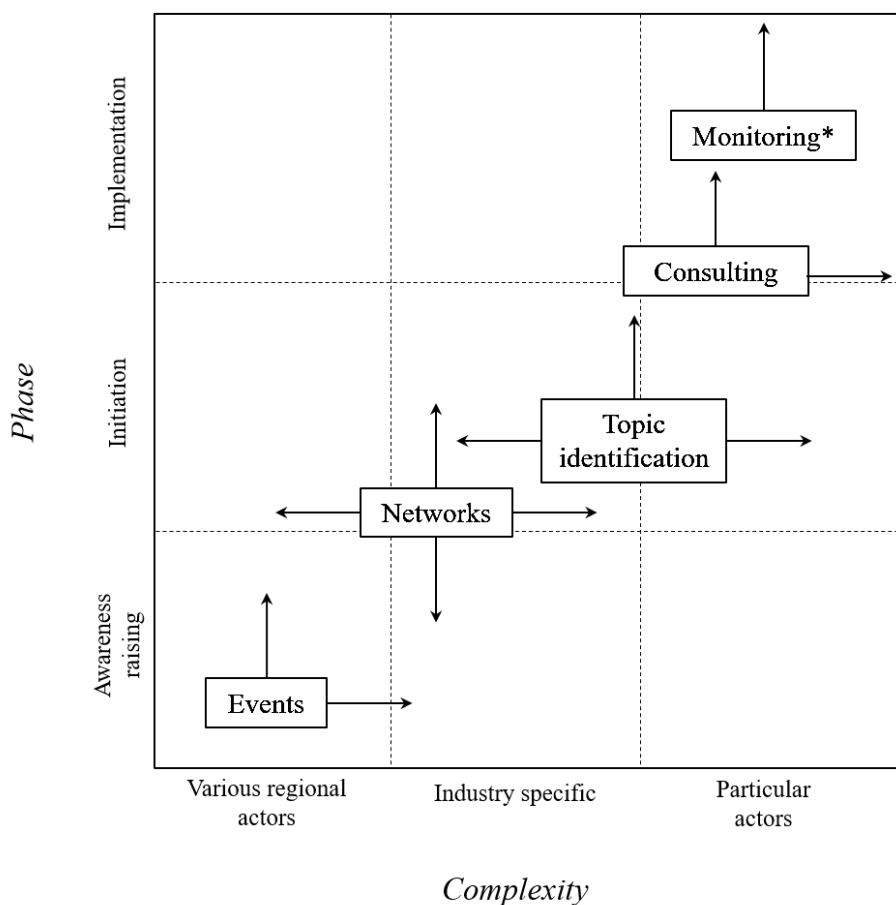 Monitoring*
Implementation
Consulting
Phase
Initiation
Topic
identification
Networks
Awareness
raising
Events
Various regional
actors
Industry specific
Particular
actors
Complexity